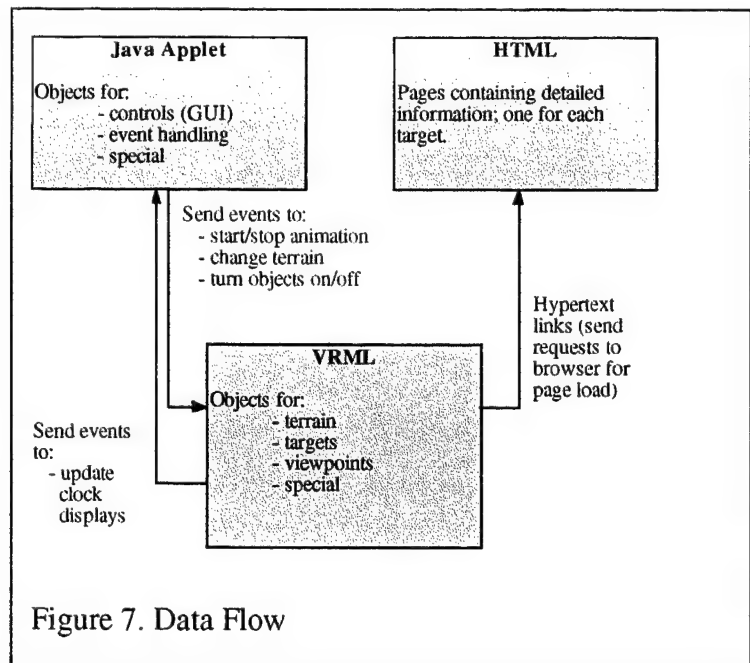 Java Applet
Objects for:
- controls (GUI)
- event handling
- special
HTML
Pages containing detailed
information; one for each
target.
Send events to:
- start/stop animation
- change terrain
- turn objects on/off
Hypertext
links (send
requests to
browser for
page load)
VRML
Objects for:
- terrain
- targets
- viewpoints
- special
Send events
to:
- update
clock
displays
Figure 7. Data Flow